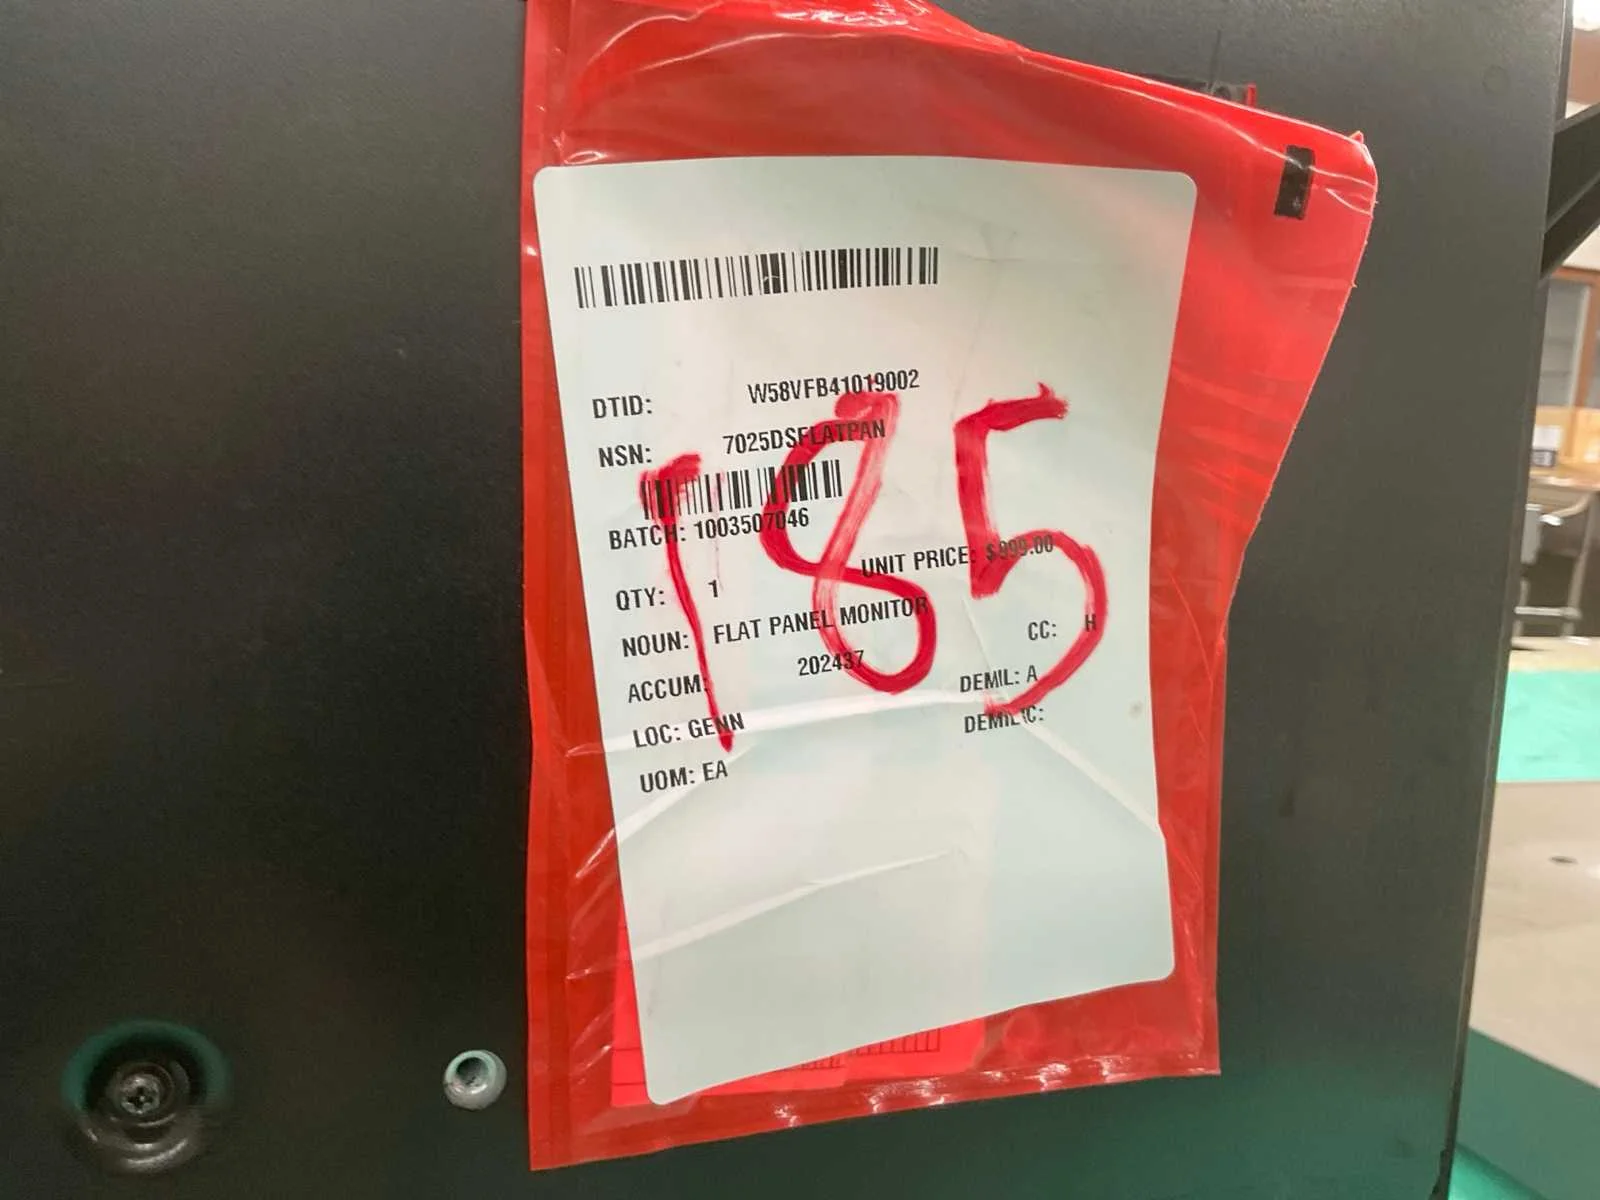 DTID: W58VFB41019002
NSN: 7025DSFLATPAN
BATCH: 1003507046
UNIT PRICE: $999.00
QTY: 1
NOUN: FLAT PANEL MONITOR
CC: H
ACCUM: 202437
DEMIL: A
LOC: GENN
DEMIL IC:
UOM: EA
185